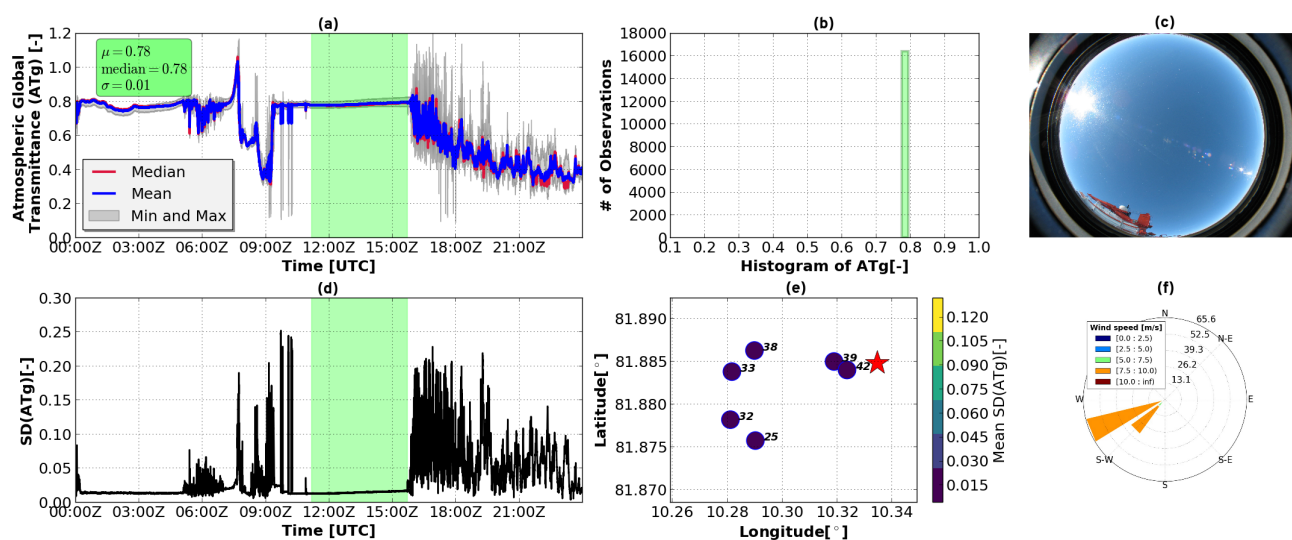 (a)
Atmospheric Global
Transmittance (ATg) [-]
1.2
1.0
0.8
0.6
0.4
0.2
0.0
μ = 0.78
median = 0.78
σ = 0.01
Median
Mean
Min and Max
00:00Z 03:00Z 06:00Z 09:00Z 12:00Z 15:00Z 18:00Z 21:00Z
Time [UTC]
(b)
# of Observations
18000
16000
14000
12000
10000
8000
6000
4000
2000
0
0.1 0.2 0.3 0.4 0.5 0.6 0.7 0.8 0.9 1.0
Histogram of ATg[-]
(c)
(d)
SD(ATg)[-]
0.30
0.25
0.20
0.15
0.10
0.05
0.00
00:00Z 03:00Z 06:00Z 09:00Z 12:00Z 15:00Z 18:00Z 21:00Z
Time [UTC]
(e)
Latitude[°]
81.890
81.885
81.880
81.875
81.870
38
39
33
42
32
25
10.26 10.28 10.30 10.32 10.34
Longitude[°]
Mean SD(ATg)[-]
0.120
0.105
0.090
0.075
0.060
0.045
0.030
0.015
(f)
Wind speed [m/s]
[0.0 : 2.5)
[2.5 : 5.0)
[5.0 : 7.5)
[7.5 : 10.0)
[10.0 : inf)
N
N-E
E
S-E
S
S-W
W
65.6
52.5
39.3
26.2
13.1